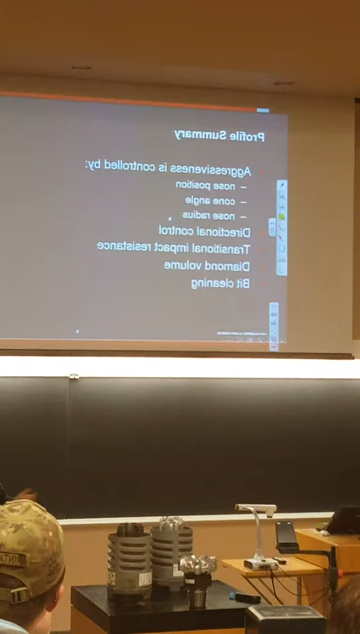 Profile Summary
Aggressiveness is controlled by:
– nose position
– cone angle
– nose radius
Directional control
Transitional impact resistance
Diamond volume
Bit cleaning